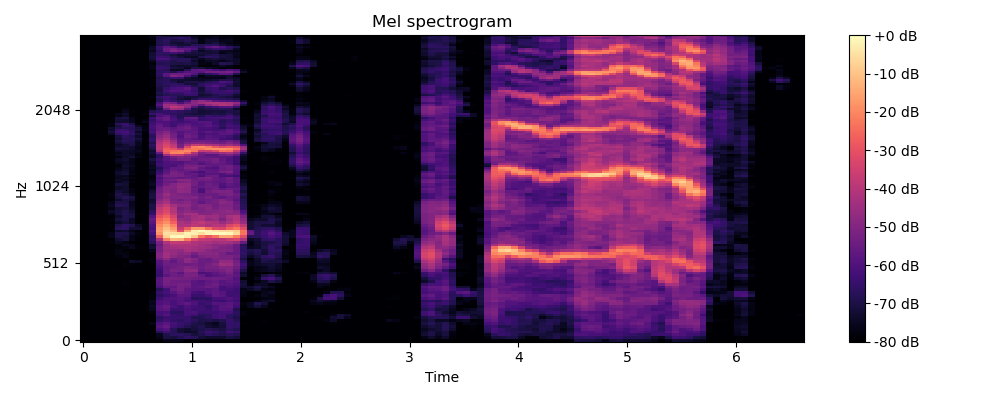 Mel spectrogram
+0 dB
-10 dB
-20 dB
-30 dB
-40 dB
-50 dB
-60 dB
-70 dB
-80 dB
2048
1024
512
0
Hz
0 1 2 3 4 5 6
Time